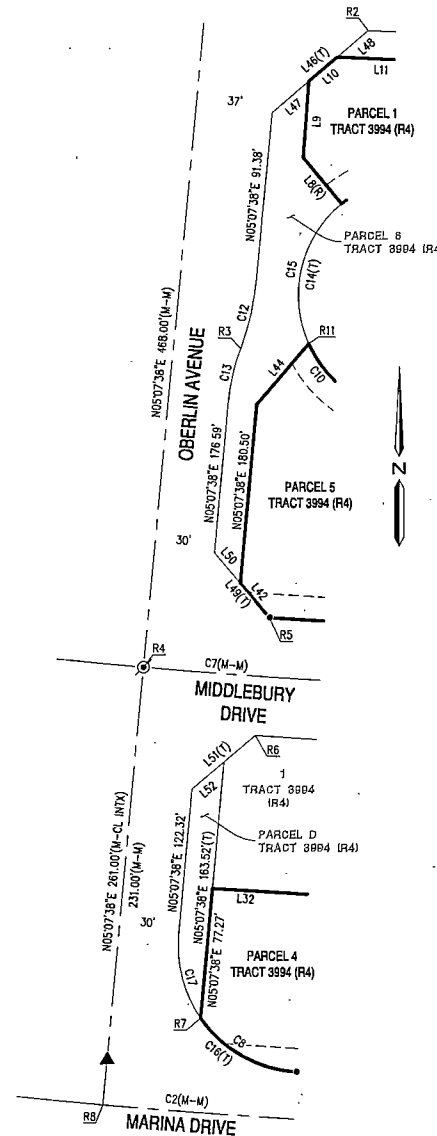 R2
L46(T)
L48
L10
L11
L47
37'
L9
PARCEL 1
TRACT 3994 (R4)
N05°07'38"E 91.38'
L8(R)
PARCEL 6
TRACT 3994 (R4
C15
C14(T)
N05°07'38"E 468.00'(M-M)
C12
R3
R11
OBERLIN AVENUE
C13
L44
C10
N
N05°07'38"E 176.59'
N05°07'38"E 180.50'
PARCEL 5
TRACT 3994 (R4)
30'
L50
L49(T)
L42
R5
R4
C7(M-M)
MIDDLEBURY
DRIVE
L51(T)
R6
L52
1
TRACT 3994
(R4)
PARCEL D
TRACT 3994 (R4)
N05°07'38"E 122.32'
N05°07'38"E 163.52'(T)
N05°07'38"E 261.00'(M-CL INTX)
231.00'(M-M)
L32
30'
N05°07'38"E 77.27'
PARCEL 4
TRACT 3994 (R4)
C17
R7
C8
C16(T)
R8
C2(M-M)
MARINA DRIVE